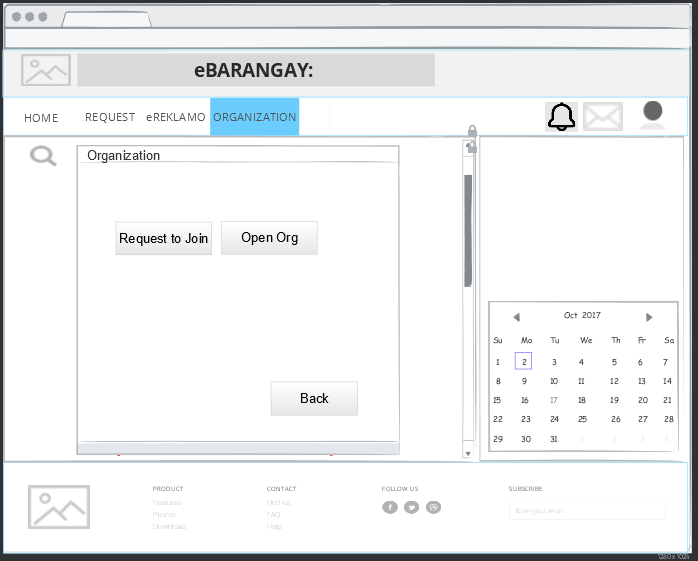 eBARANGAY:
HOME REQUEST eREKLAMO ORGANIZATION
Organization
Request to Join Open Org
Back
Oct 2017
Su Mo Tu We Th Fr Sa
1 2 3 4 5 6 7
8 9 10 11 12 13 14
15 16 17 18 19 20 21
22 23 24 25 26 27 28
29 30 31 1 2 3 4
PRODUCT
Features
Promo
Download
CONTACT
Find us
FAQ
Help
FOLLOW US
SUBSCRIBE
Enter your email
1280 x 1024